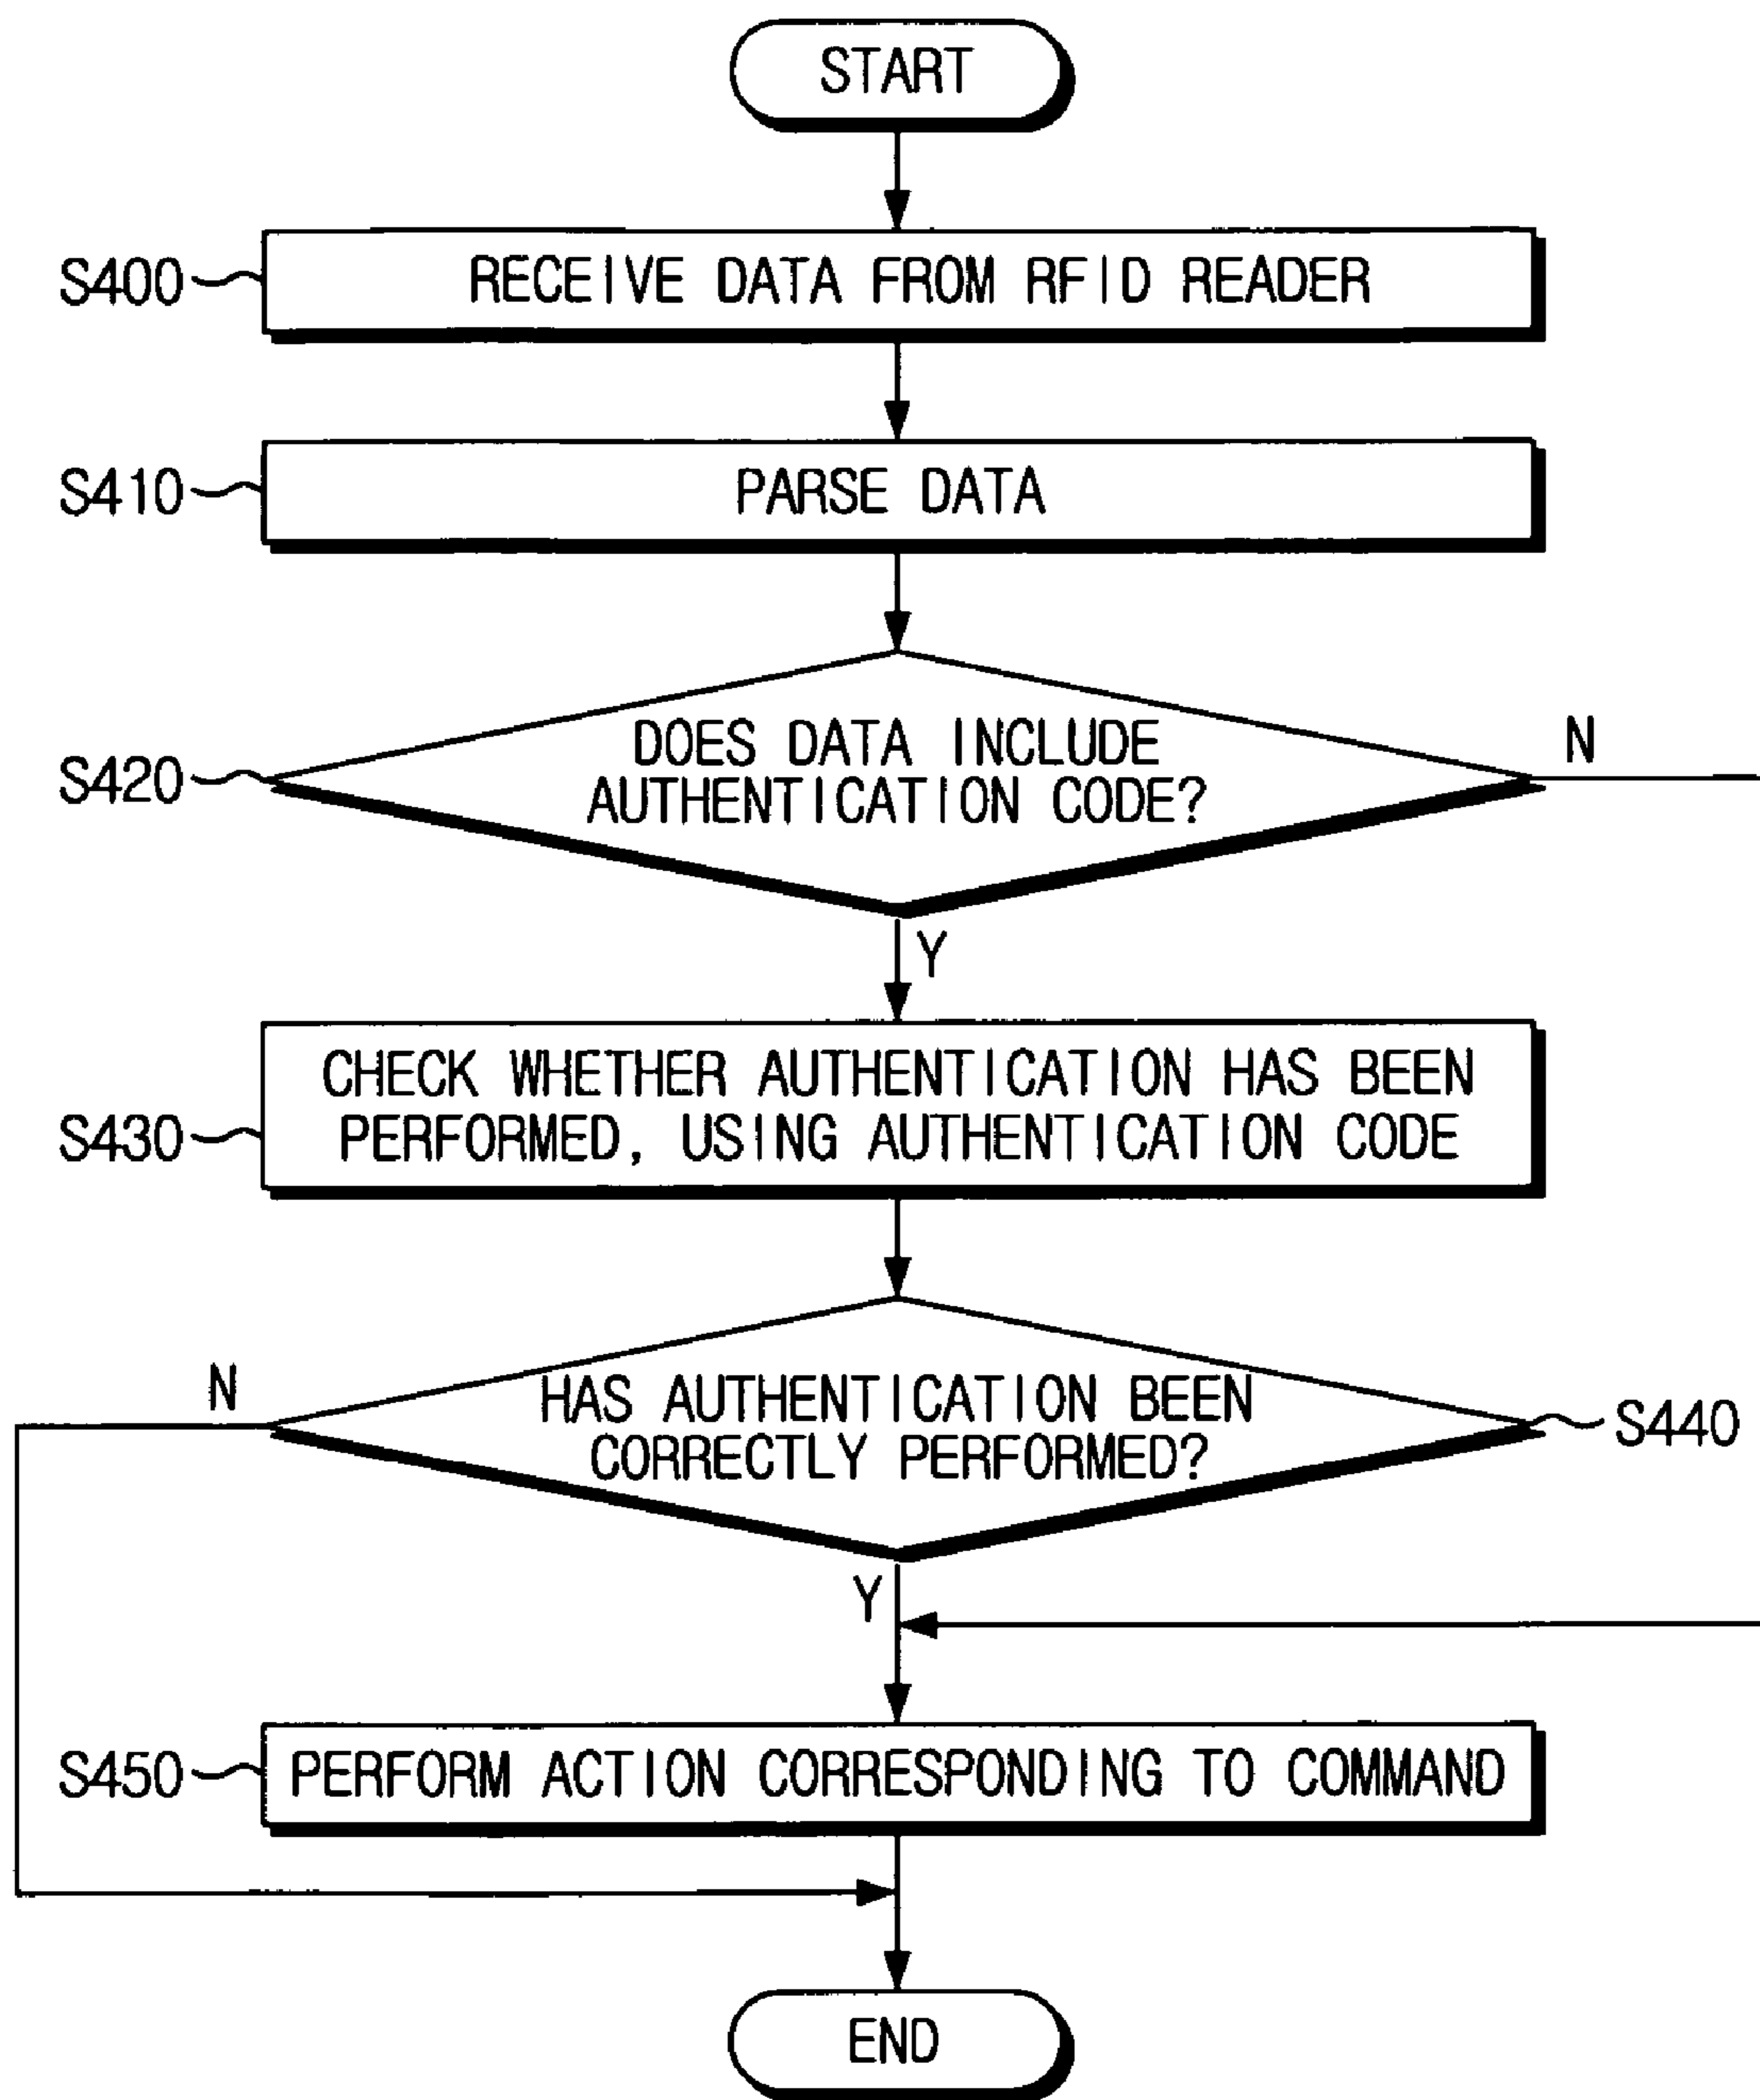 START
S400
RECEIVE DATA FROM RFID READER
S410
PARSE DATA
S420
DOES DATA INCLUDE
AUTHENTICATION CODE?
N
Y
S430
CHECK WHETHER AUTHENTICATION HAS BEEN
PERFORMED, USING AUTHENTICATION CODE
N
HAS AUTHENTICATION BEEN
CORRECTLY PERFORMED?
S440
Y
S450
PERFORM ACTION CORRESPONDING TO COMMAND
END